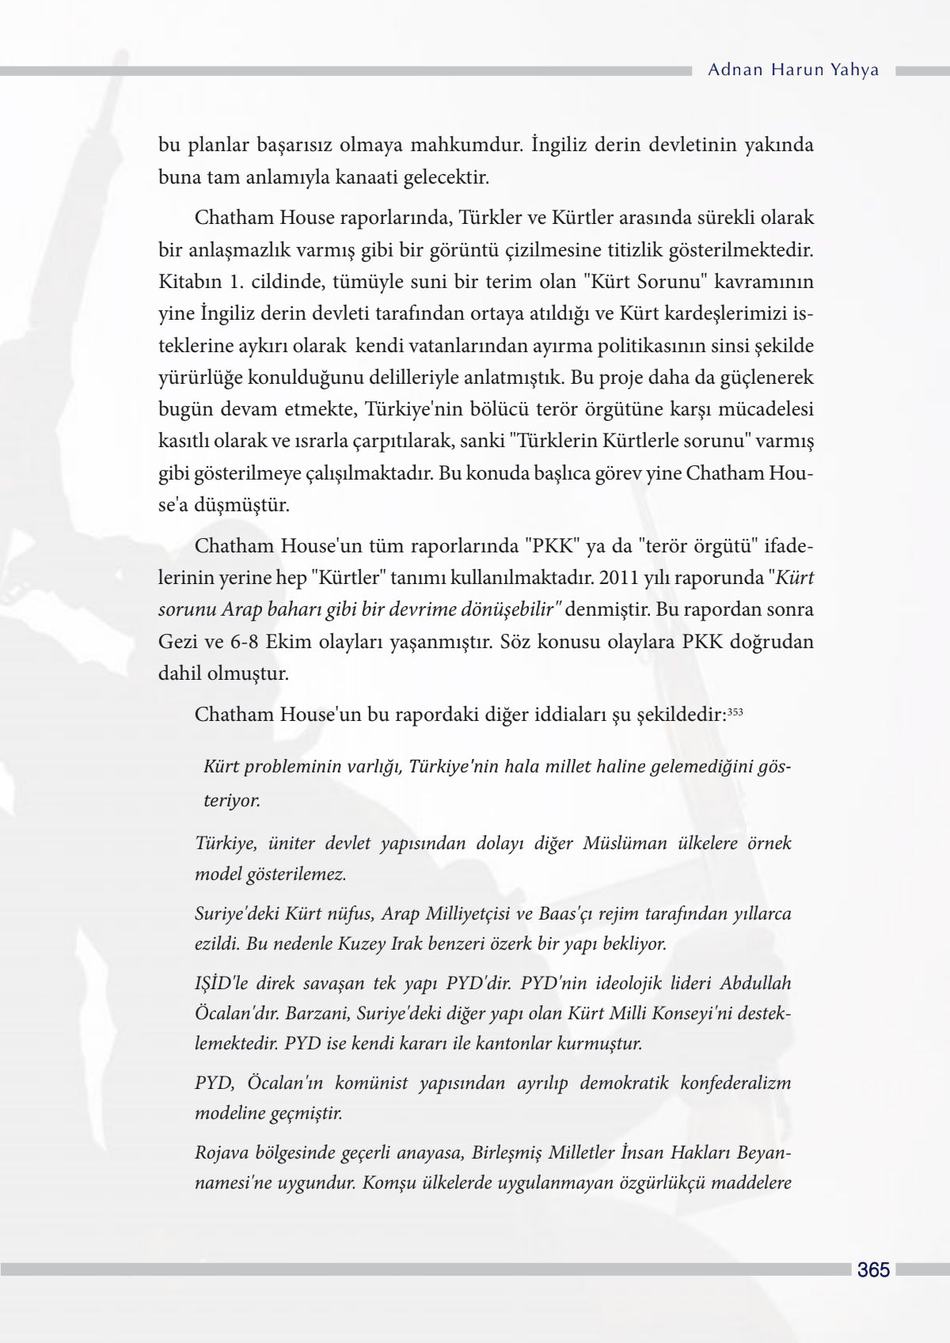 Adnan Harun Yahya
bu planlar başarısız olmaya mahkumdur. İngiliz derin devletinin yakında
buna tam anlamıyla kanaati gelecektir.
Chatham House raporlarında, Türkler ve Kürtler arasında sürekli olarak
bir anlaşmazlık varmış gibi bir görüntü çizilmesine titizlik gösterilmektedir.
Kitabın 1. cildinde, tümüyle suni bir terim olan "Kürt Sorunu" kavramının
yine İngiliz derin devleti tarafından ortaya atıldığı ve Kürt kardeşlerimizi is-
teklerine aykırı olarak kendi vatanlarından ayırma politikasının sinsi şekilde
yürürlüğe konulduğunu delilleriyle anlatmıştık. Bu proje daha da güçlenerek
bugün devam etmekte, Türkiye'nin bölücü terör örgütüne karşı mücadelesi
kasıtlı olarak ve ısrarla çarpıtılarak, sanki "Türklerin Kürtlerle sorunu" varmış
gibi gösterilmeye çalışılmaktadır. Bu konuda başlıca görev yine Chatham Hou-
se'a düşmüştür.
Chatham House'un tüm raporlarında "PKK" ya da "terör örgütü" ifade-
lerinin yerine hep "Kürtler" tanımı kullanılmaktadır. 2011 yılı raporunda "Kürt
sorunu Arap baharı gibi bir devrime dönüşebilir" denmiştir. Bu rapordan sonra
Gezi ve 6-8 Ekim olayları yaşanmıştır. Söz konusu olaylara PKK doğrudan
dahil olmuştur.
Chatham House'un bu rapordaki diğer iddiaları şu şekildedir:353
Kürt probleminin varlığı, Türkiye'nin hala millet haline gelemediğini gös-
teriyor.
Türkiye, üniter devlet yapısından dolayı diğer Müslüman ülkelere örnek
model gösterilemez.
Suriye'deki Kürt nüfus, Arap Milliyetçisi ve Baas'çı rejim tarafından yıllarca
ezildi. Bu nedenle Kuzey Irak benzeri özerk bir yapı bekliyor.
IŞİD'le direk savaşan tek yapı PYD'dir. PYD'nin ideolojik lideri Abdullah
Öcalan'dır. Barzani, Suriye'deki diğer yapı olan Kürt Milli Konseyi'ni destek-
lemektedir. PYD ise kendi kararı ile kantonlar kurmuştur.
PYD, Öcalan'ın komünist yapısından ayrılıp demokratik konfederalizm
modeline geçmiştir.
Rojava bölgesinde geçerli anayasa, Birleşmiş Milletler İnsan Hakları Beyan-
namesi'ne uygundur. Komşu ülkelerde uygulanmayan özgürlükçü maddelere
365